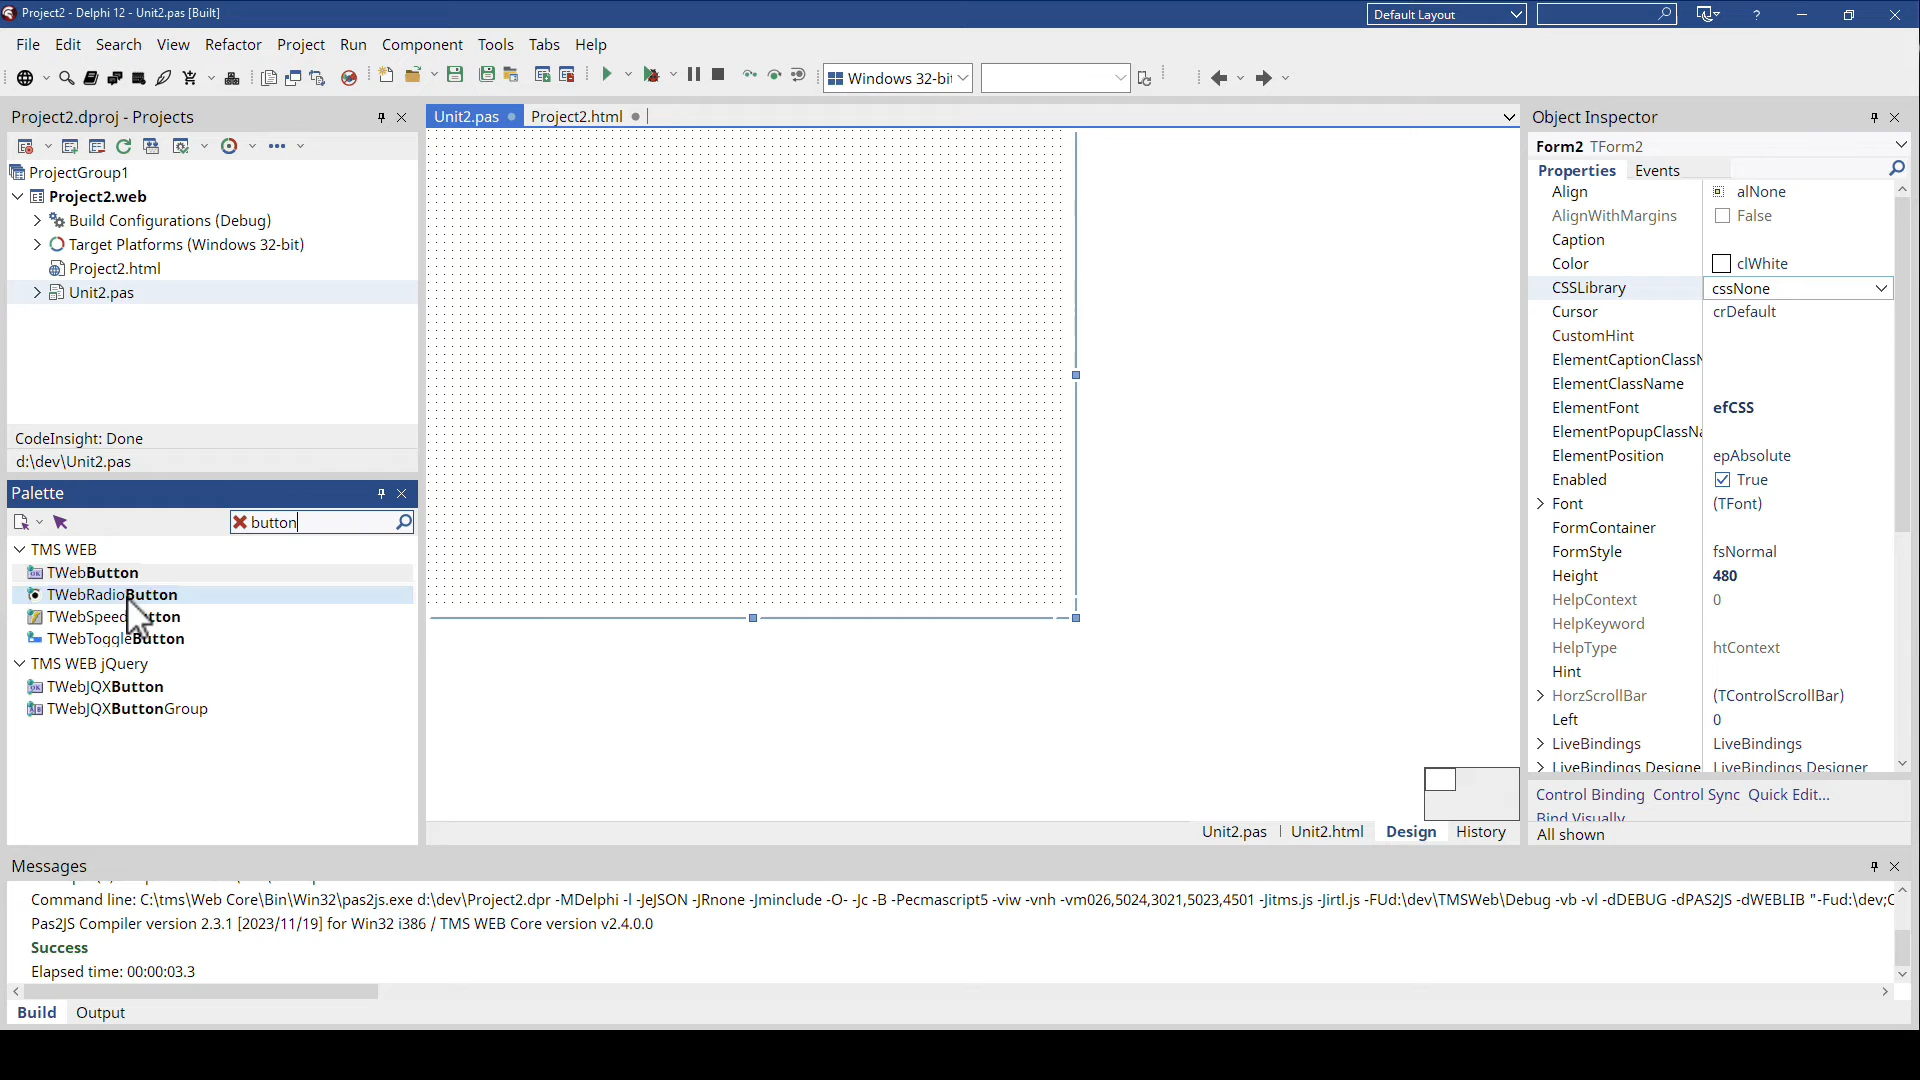 Project2 - Delphi 12 - Unit2.pas [Built]
Default Layout
?
File Edit Search View Refactor Project Run Component Tools Tabs Help
Windows 32-bit
Project2.dproj - Projects
ProjectGroup1
Project2.web
Build Configurations (Debug)
Target Platforms (Windows 32-bit)
Project2.html
Unit2.pas
CodeInsight: Done
d:\dev\Unit2.pas
Palette
button
TMS WEB
TWebButton
TWebRadioButton
TWebSpeed tton
TWebToggleButton
TMS WEB jQuery
TWebJQXButton
TWebJQXButtonGroup
Unit2.pas Project2.html
Unit2.pas Unit2.html Design History
Object Inspector
Form2 TForm2
Properties Events
Align alNone
AlignWithMargins False
Caption
Color clWhite
CSSLibrary cssNone
Cursor crDefault
CustomHint
ElementCaptionClassN
ElementClassName
ElementFont efCSS
ElementPopupClassNa
ElementPosition epAbsolute
Enabled True
Font (TFont)
FormContainer
FormStyle fsNormal
Height 480
HelpContext 0
HelpKeyword
HelpType htContext
Hint
HorzScrollBar (TControlScrollBar)
Left 0
LiveBindings LiveBindings
LiveBindings Designe LiveBindings Designer
Control Binding Control Sync Quick Edit...
Bind Visually
All shown
Messages
Command line: C:\tms\Web Core\Bin\Win32\pas2js.exe d:\dev\Project2.dpr -MDelphi -l -JeJSON -JRnone -Jminclude -O- -Jc -B -Pecmascript5 -viw -vnh -vm026,5024,3021,5023,4501 -Jitms.js -Jirtl.js -FUd:\dev\TMSWeb\Debug -vb -vl -dDEBUG -dPAS2JS -dWEBLIB "-Fud:\dev;C
Pas2JS Compiler version 2.3.1 [2023/11/19] for Win32 i386 / TMS WEB Core version v2.4.0.0
Success
Elapsed time: 00:00:03.3
Build Output